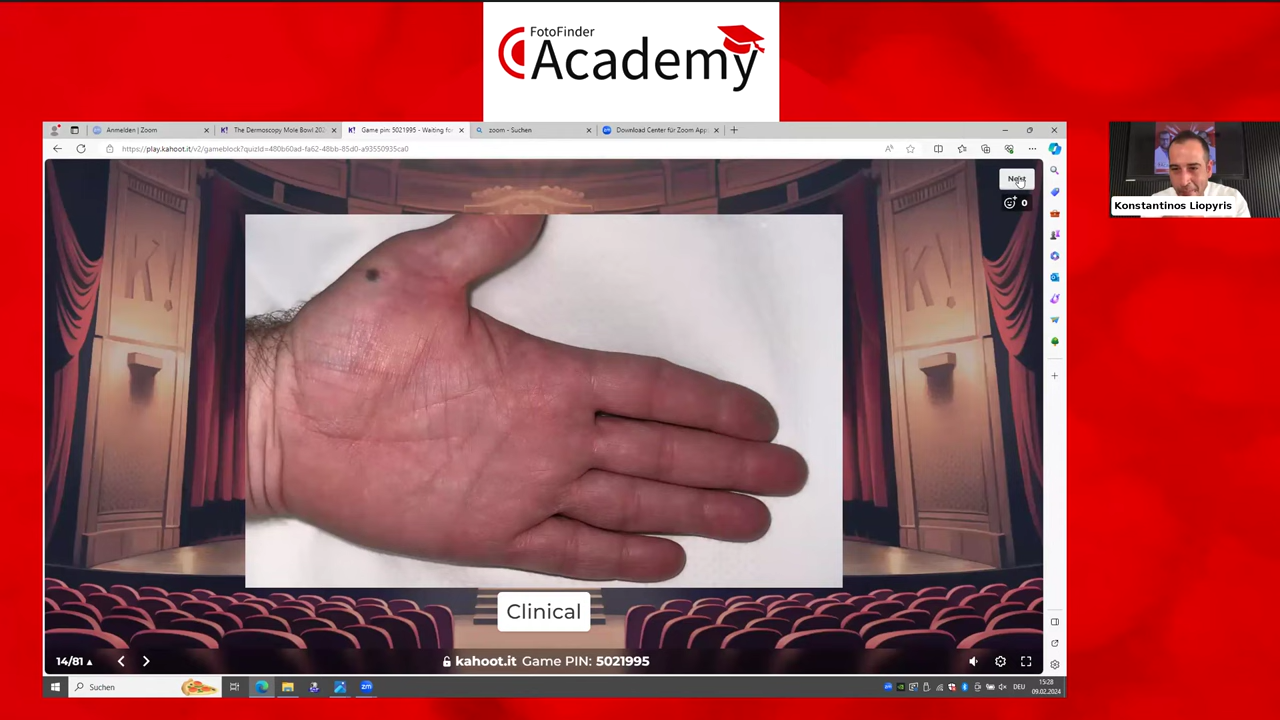 FotoFinder
Academy
Anmelden | Zoom
The Dermoscopy Mole Bowl 202
Game pin: 5021995 - Waiting fo
zoom - Suchen
Download Center für Zoom App
https://play.kahoot.it/v2/gameblock?quizId=480b60ad-fa62-48bb-85d0-a93550935ca0
Next
0
Konstantinos Liopyris
K!
K!
Clinical
14/81
kahoot.it Game PIN: 5021995
Suchen
DEU
15:28
09.02.2024